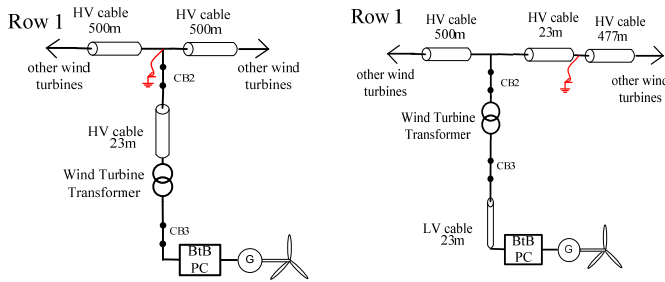 Row 1
HV cable
500m
HV cable
500m
other wind
turbines
other wind
turbines
CB2
HV cable
23m
Wind Turbine
Transformer
CB3
BtB
PC
G
Row 1
HV cable
500m
HV cable
23m
HV cable
477m
other wind
turbines
other wind
turbines
CB2
Wind Turbine
Transformer
CB3
LV cable
23m
BtB
PC
G